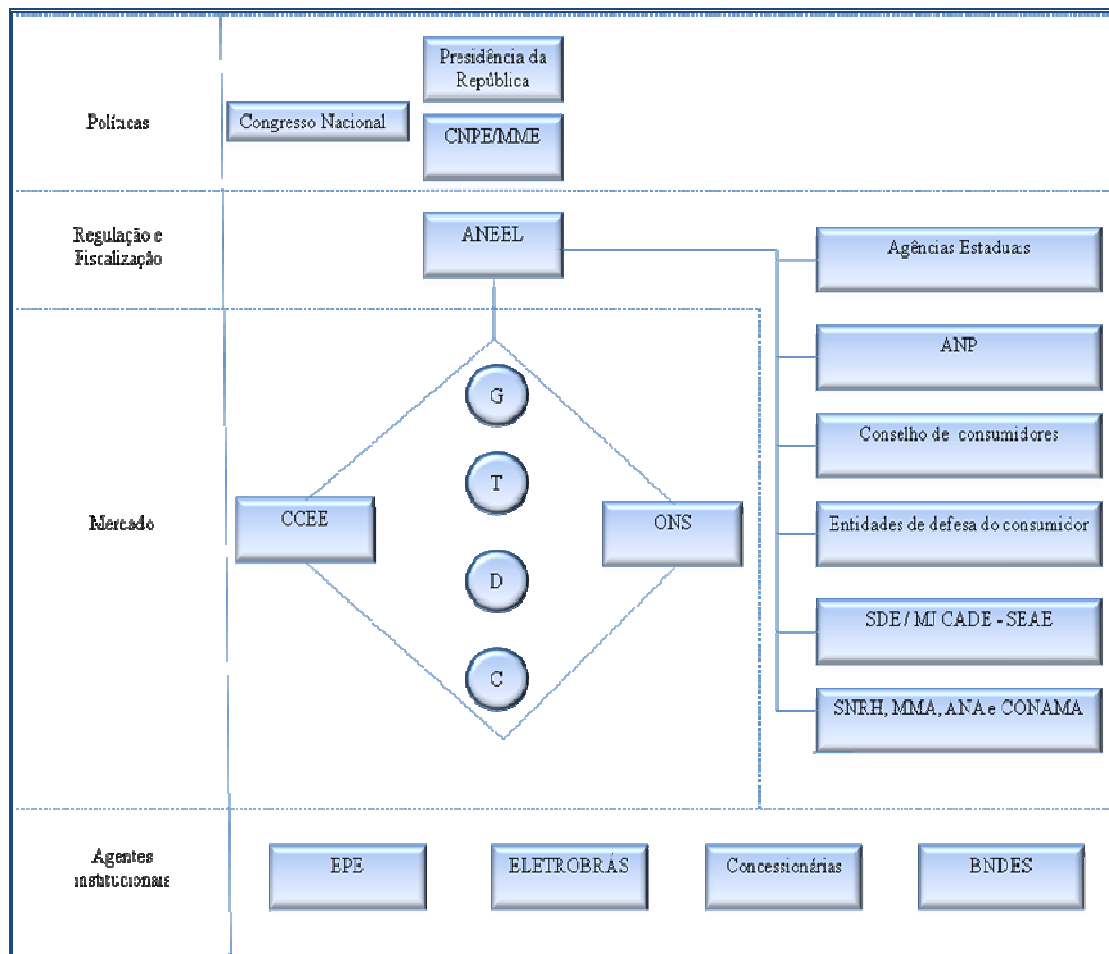 Políticas
Congresso Nacional
Presidência da
República
CNPE/MME
Regulação e
Fiscalização
ANEEL
Agências Estaduais
ANP
Conselho de consumidores
Entidades de defesa do consumidor
SDE / MJ CADE - SEAE
SNRH, MMA, ANA e CONAMA
Mercado
G
T
CCEE
ONS
D
C
Agentes
institucionais
EPE
ELETROBRÁS
Concessionárias
BNDES